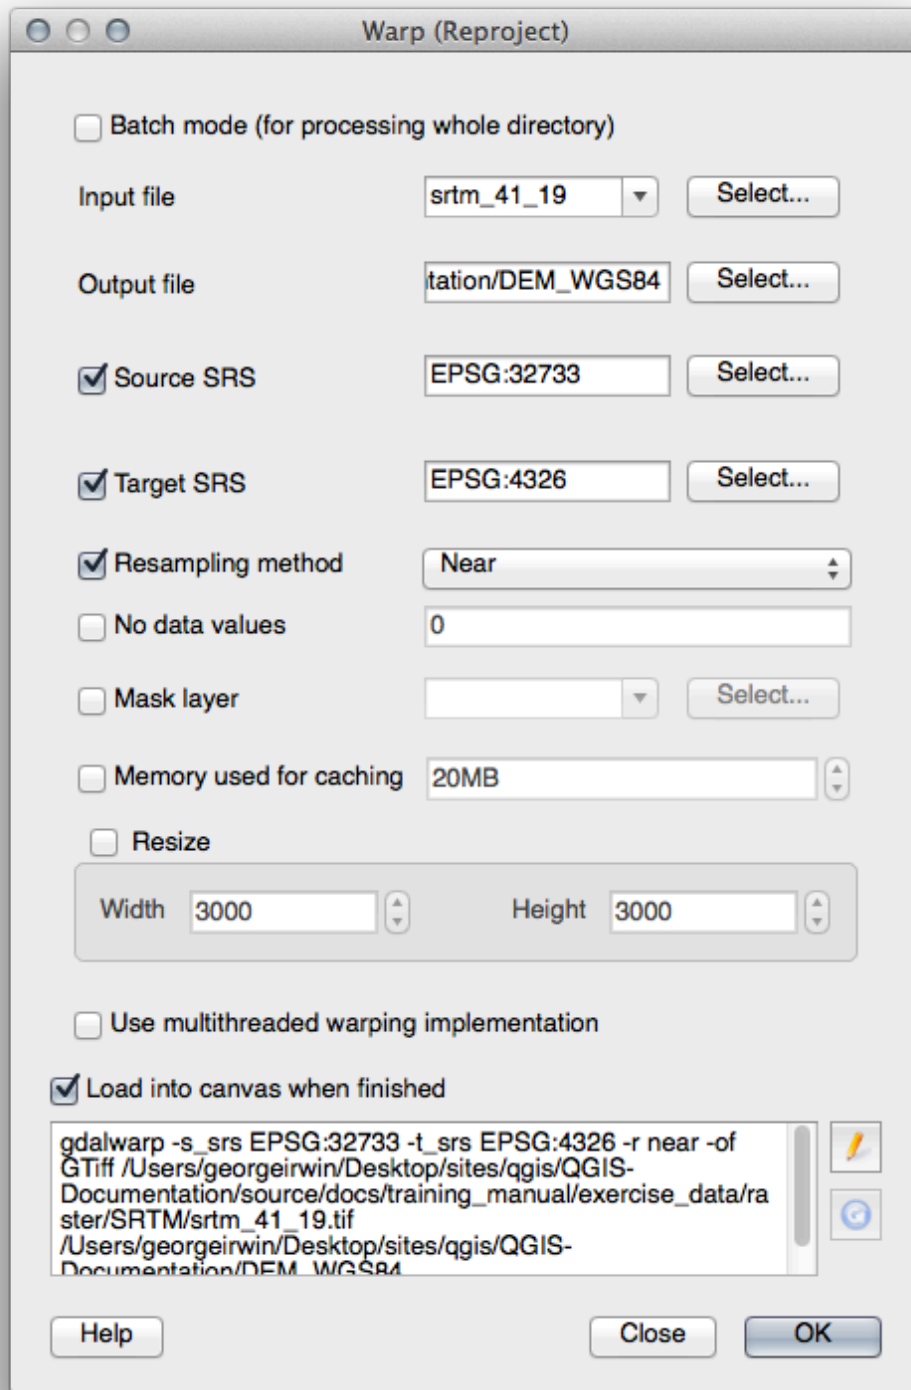 Warp (Reproject)
Batch mode (for processing whole directory)
Input file srtm_41_19 Select...
Output file tation/DEM_WGS84 Select...
Source SRS EPSG:32733 Select...
Target SRS EPSG:4326 Select...
Resampling method Near
No data values 0
Mask layer Select...
Memory used for caching 20MB
Resize
Width 3000 Height 3000
Use multithreaded warping implementation
Load into canvas when finished
gdalwarp -s_srs EPSG:32733 -t_srs EPSG:4326 -r near -of
GTiff /Users/georgeirwin/Desktop/sites/qgis/QGIS-
Documentation/source/docs/training_manual/exercise_data/ra
ster/SRTM/srtm_41_19.tif
/Users/georgeirwin/Desktop/sites/qgis/QGIS-
Documentation/DEM_WGS84
Help Close OK